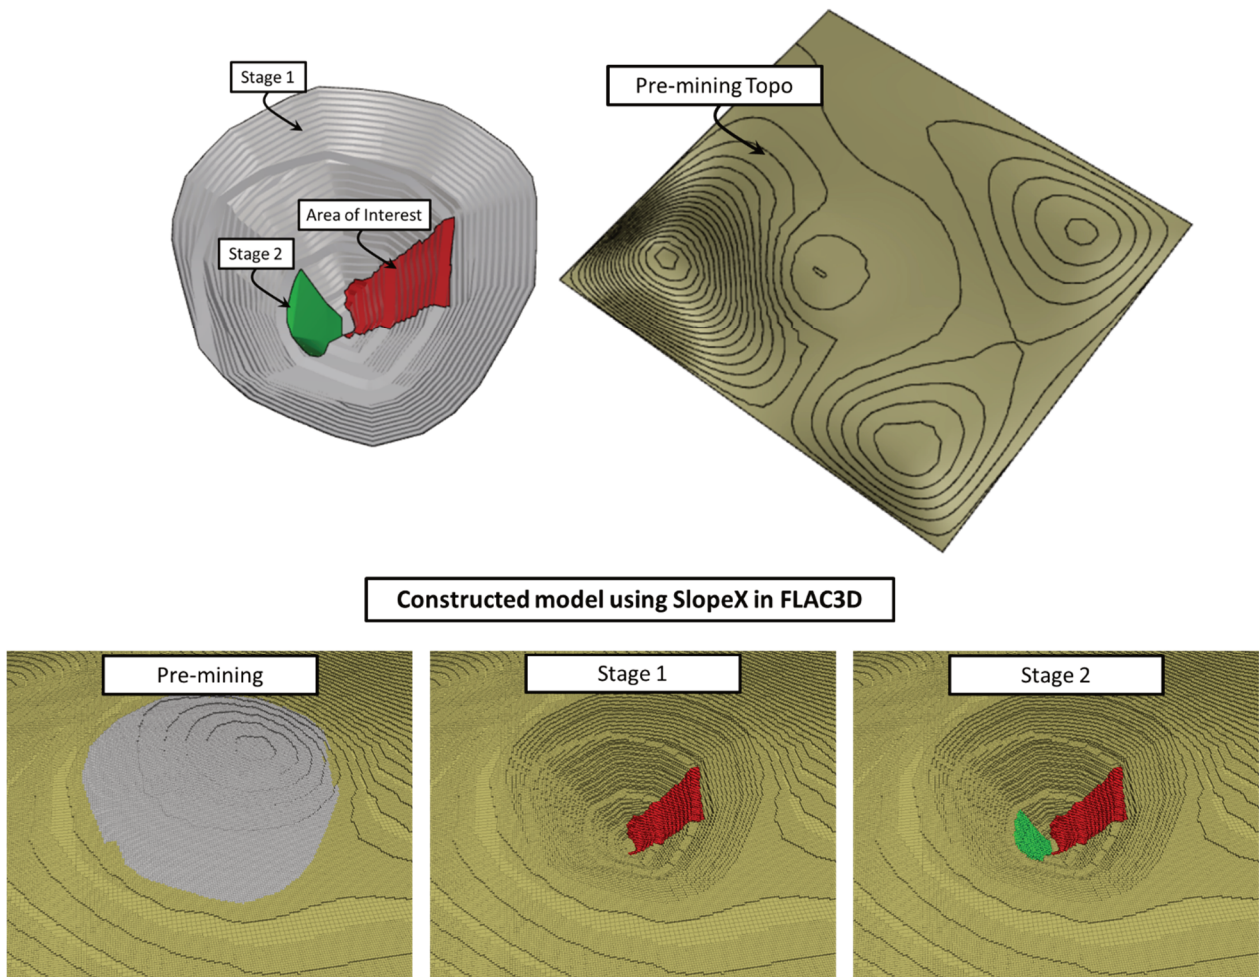 Stage 1
Pre-mining Topo
Area of Interest
Stage 2
Constructed model using SlopeX in FLAC3D
Pre-mining
Stage 1
Stage 2